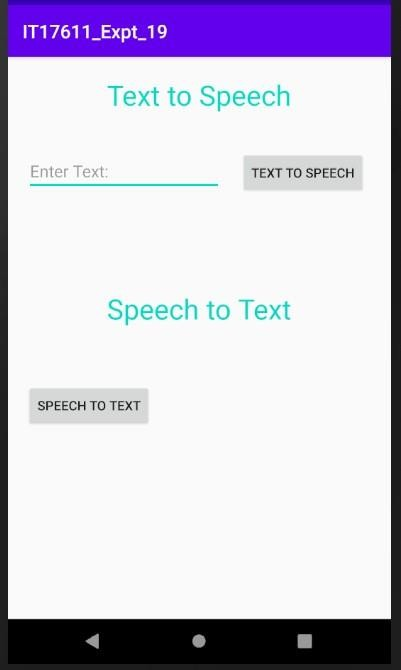 IT17611_Expt_19
Text to Speech
Enter Text:
TEXT TO SPEECH
Speech to Text
SPEECH TO TEXT